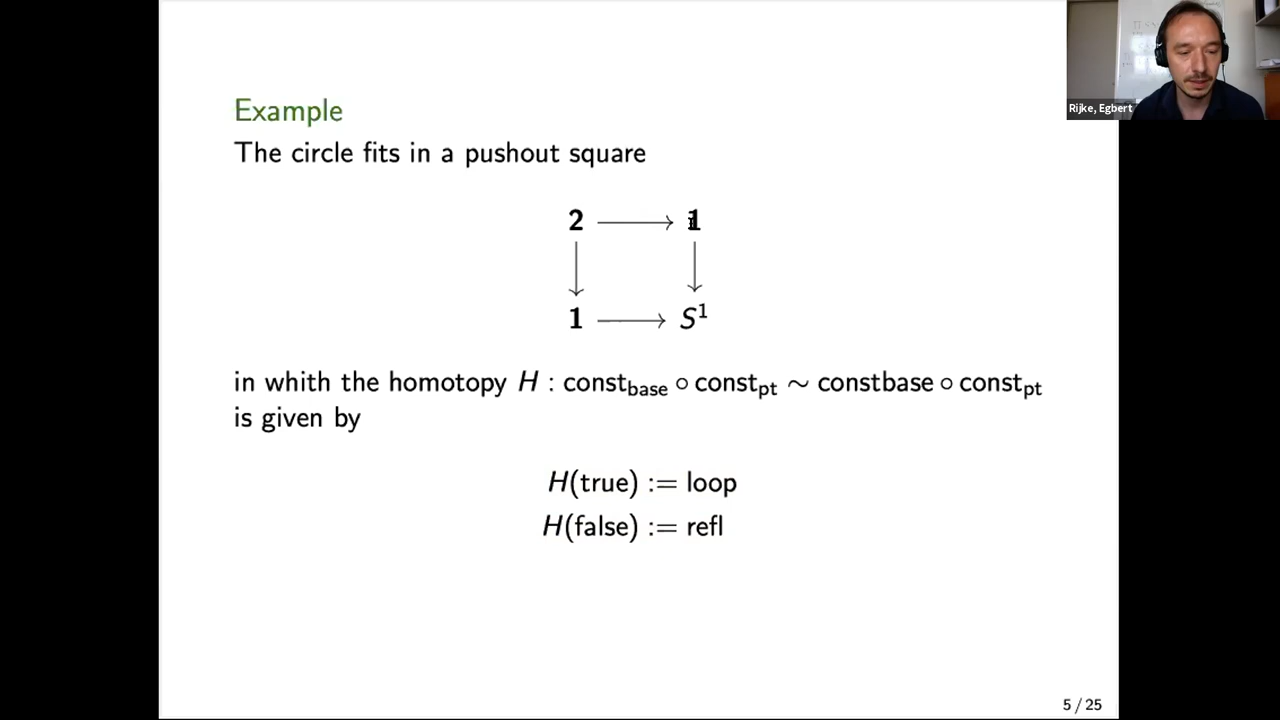 Rijke, Egbert
Example
The circle fits in a pushout square
2 → 1
1 → S¹
in whith the homotopy H : const_base ∘ const_pt ∼ constbase ∘ const_pt
is given by
H(true) := loop
H(false) := refl
5 / 25